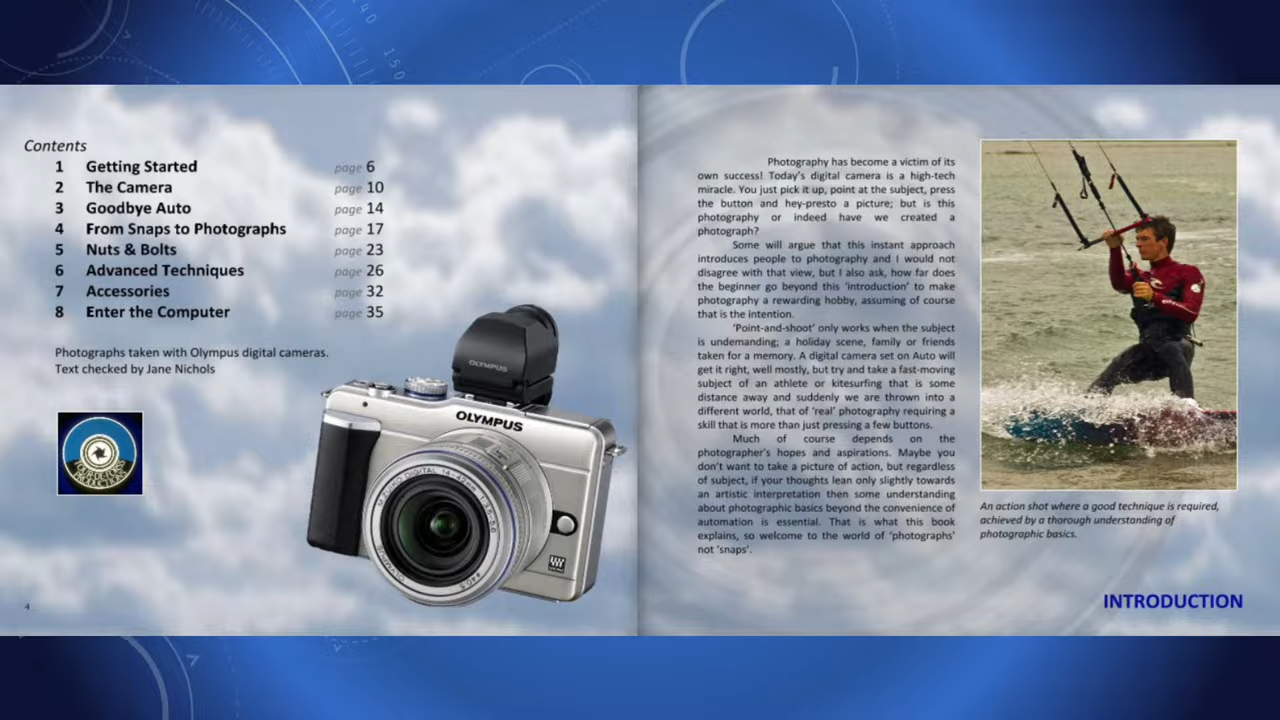 40
150
Contents
1 Getting Started page 6
2 The Camera page 10
3 Goodbye Auto page 14
4 From Snaps to Photographs page 17
5 Nuts & Bolts page 23
6 Advanced Techniques page 26
7 Accessories page 32
8 Enter the Computer page 35
Photographs taken with Olympus digital cameras.
Text checked by Jane Nichols
OLYMPUS
OLYMPUS
4
Photography has become a victim of its
own success! Today's digital camera is a high-tech
miracle. You just pick it up, point at the subject, press
the button and hey-presto a picture; but is this
photography or indeed have we created a
photograph?
Some will argue that this instant approach
introduces people to photography and I would not
disagree with that view, but I also ask, how far does
the beginner go beyond this 'introduction' to make
photography a rewarding hobby, assuming of course
that is the intention.
'Point-and-shoot' only works when the subject
is undemanding; a holiday scene, family or friends
taken for a memory. A digital camera set on Auto will
get it right, well mostly, but try and take a fast-moving
subject of an athlete or kitesurfing that is some
distance away and suddenly we are thrown into a
different world, that of 'real' photography requiring a
skill that is more than just pressing a few buttons.
Much of course depends on the
photographer's hopes and aspirations. Maybe you
don't want to take a picture of action, but regardless
of subject, if your thoughts lean only slightly towards
an artistic interpretation then some understanding
about photographic basics beyond the convenience of
automation is essential. That is what this book
explains, so welcome to the world of 'photographs'
not 'snaps'.
An action shot where a good technique is required,
achieved by a thorough understanding of
photographic basics.
INTRODUCTION